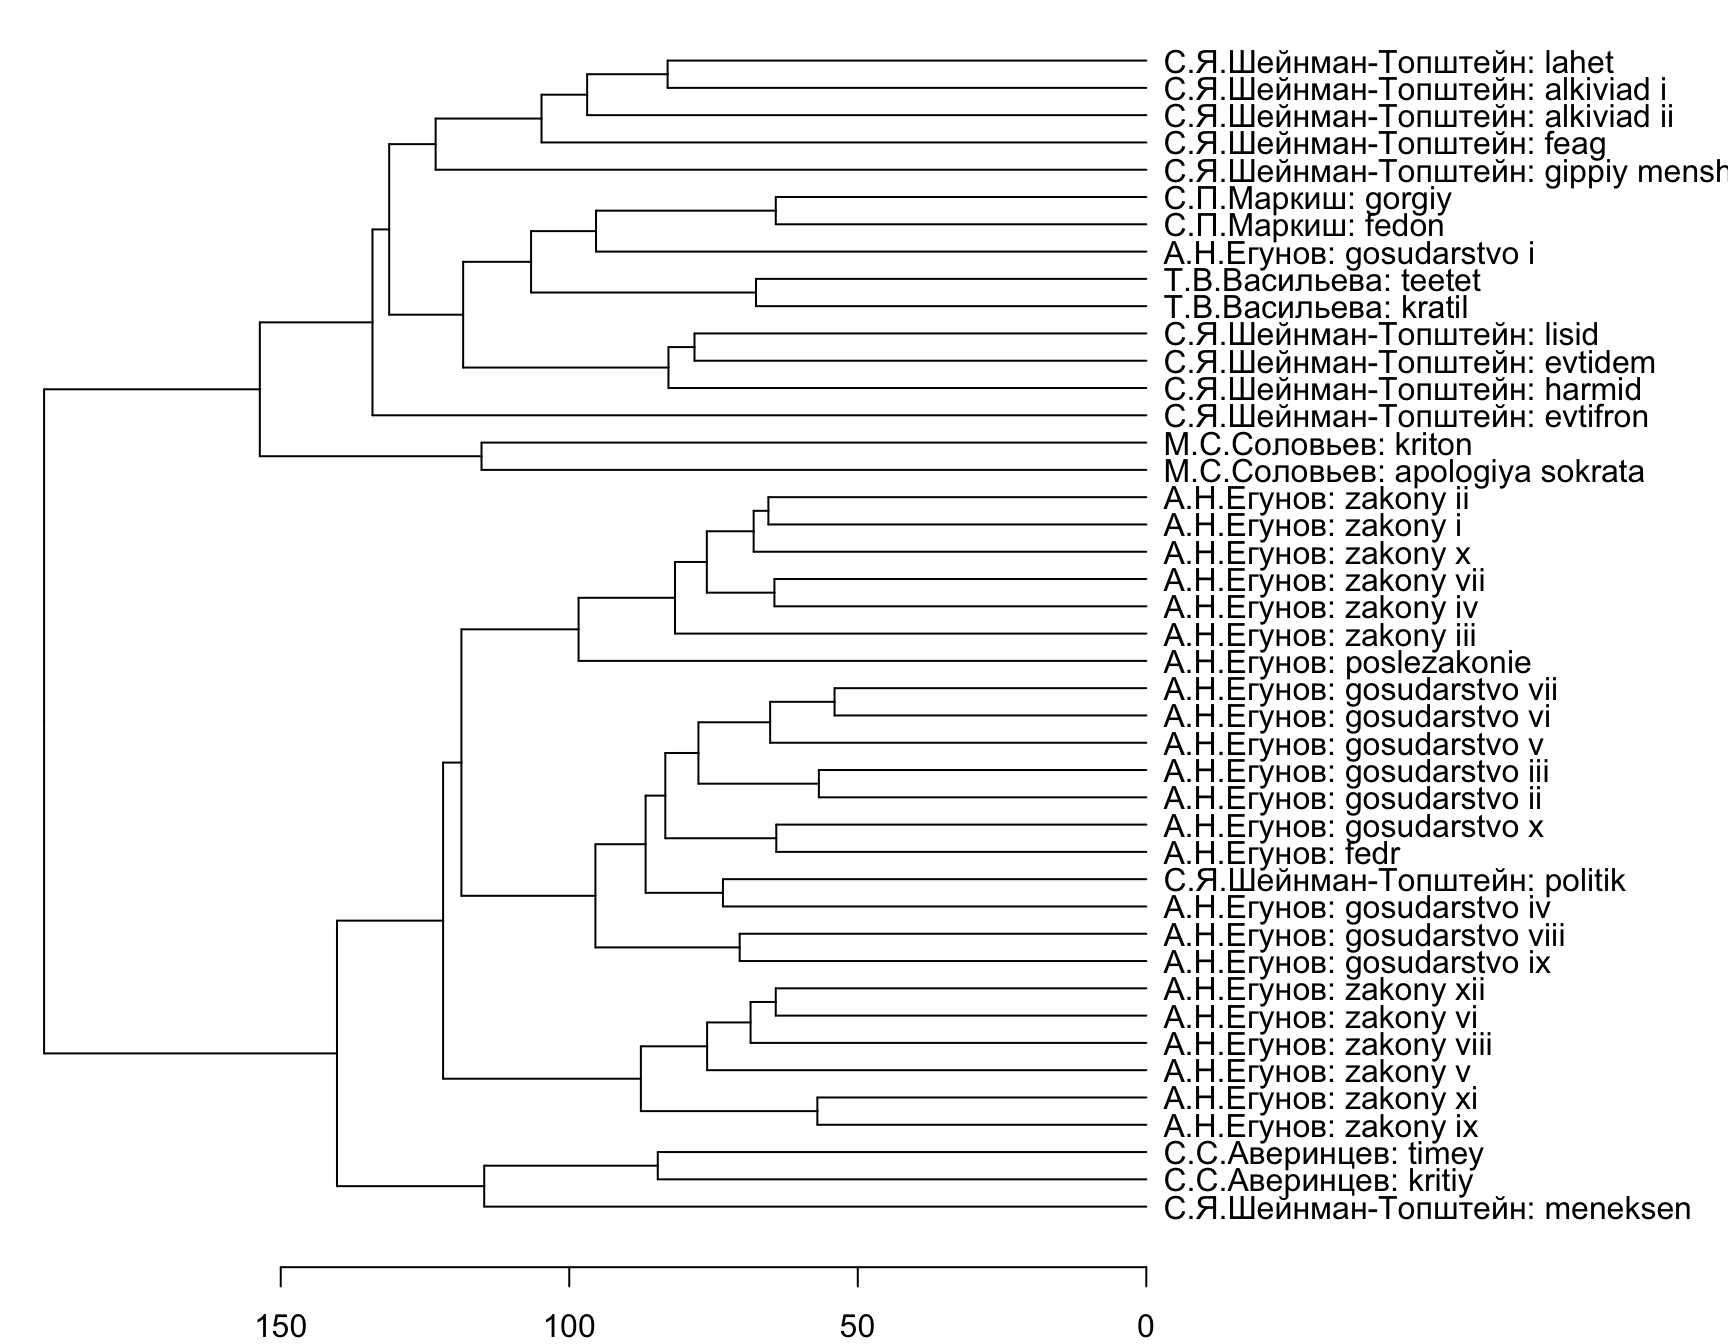 С.Я.Шейнман-Топштейн: lahet
С.Я.Шейнман-Топштейн: alkiviad i
С.Я.Шейнман-Топштейн: alkiviad ii
С.Я.Шейнман-Топштейн: feag
С.Я.Шейнман-Топштейн: gippiy mensh
С.П.Маркиш: gorgiy
С.П.Маркиш: fedon
А.Н.Егунов: gosudarstvo i
Т.В.Васильева: teetet
Т.В.Васильева: kratil
С.Я.Шейнман-Топштейн: lisid
С.Я.Шейнман-Топштейн: evtidem
С.Я.Шейнман-Топштейн: harmid
С.Я.Шейнман-Топштейн: evtifron
М.С.Соловьев: kriton
М.С.Соловьев: apologiya sokrata
А.Н.Егунов: zakony ii
А.Н.Егунов: zakony i
А.Н.Егунов: zakony x
А.Н.Егунов: zakony vii
А.Н.Егунов: zakony iv
А.Н.Егунов: zakony iii
А.Н.Егунов: poslezakonie
А.Н.Егунов: gosudarstvo vii
А.Н.Егунов: gosudarstvo vi
А.Н.Егунов: gosudarstvo v
А.Н.Егунов: gosudarstvo iii
А.Н.Егунов: gosudarstvo ii
А.Н.Егунов: gosudarstvo x
А.Н.Егунов: fedr
С.Я.Шейнман-Топштейн: politik
А.Н.Егунов: gosudarstvo iv
А.Н.Егунов: gosudarstvo viii
А.Н.Егунов: gosudarstvo ix
А.Н.Егунов: zakony xii
А.Н.Егунов: zakony vi
А.Н.Егунов: zakony viii
А.Н.Егунов: zakony v
А.Н.Егунов: zakony xi
А.Н.Егунов: zakony ix
С.С.Аверинцев: timey
С.С.Аверинцев: kritiy
С.Я.Шейнман-Топштейн: meneksen
150 100 50 0